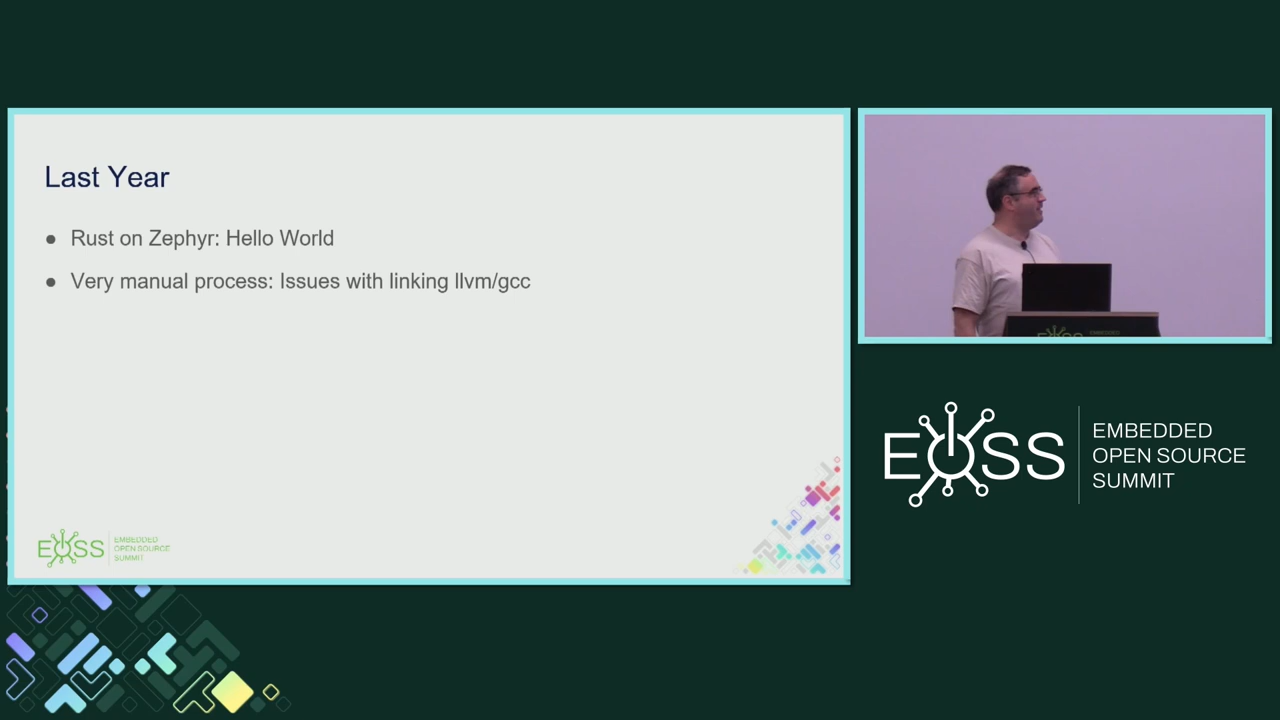 Last Year
● Rust on Zephyr: Hello World
● Very manual process: Issues with linking llvm/gcc
EOSS
EMBEDDED
OPEN SOURCE
SUMMIT
EOSS
EMBEDDED
OPEN SOURCE
SUMMIT